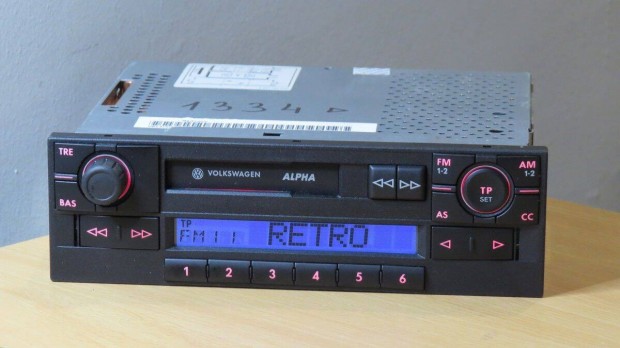 1334
TRE
BAS
VOLKSWAGEN ALPHA
FM
1-2
AM
1-2
TP
SET
AS
CC
TP
FM11 RETRO
1 2 3 4 5 6